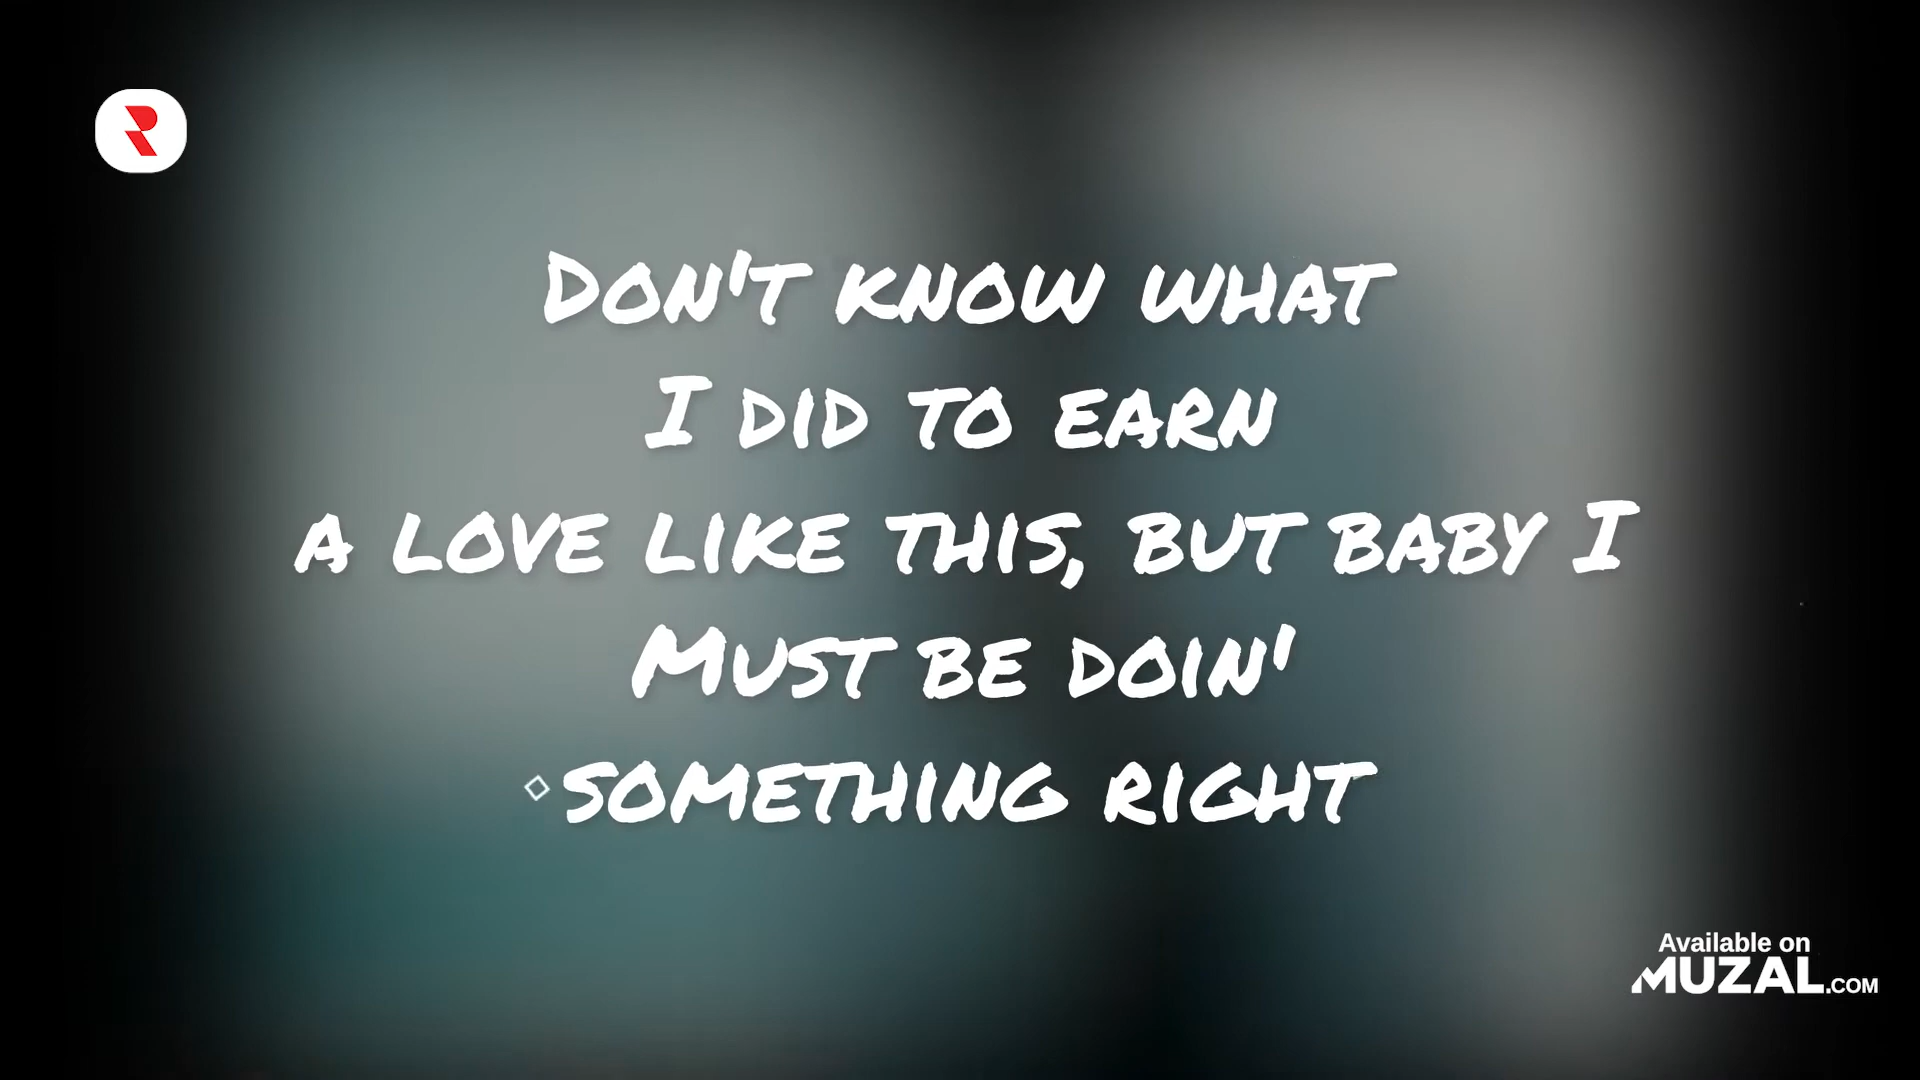 Don't know what
I did to earn
a love like this, but baby I
Must be doin'
something right
Available on
MUZAL.COM